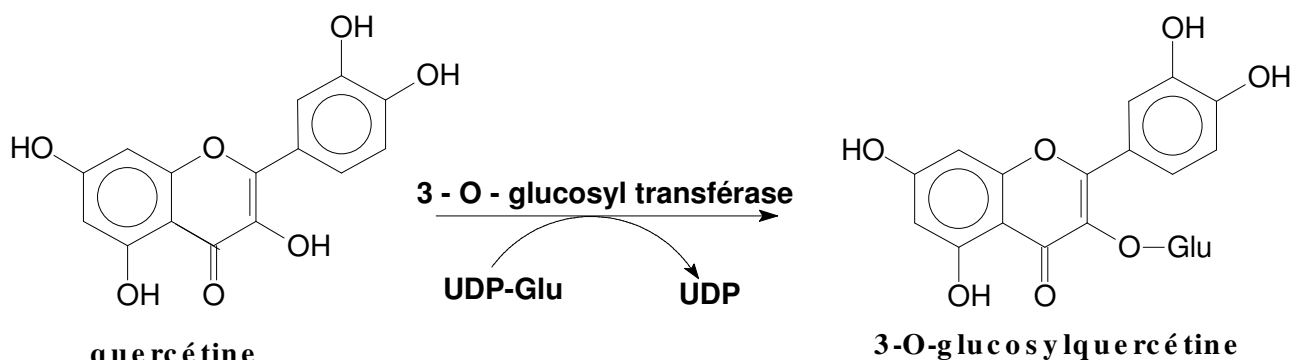 OH
OH
HO
O
OH
OH
O
quercétine
3 - O - glucosyl transférase
UDP-Glu
UDP
OH
OH
HO
O
O
Glu
OH
O
3-O-glucosylquercétine